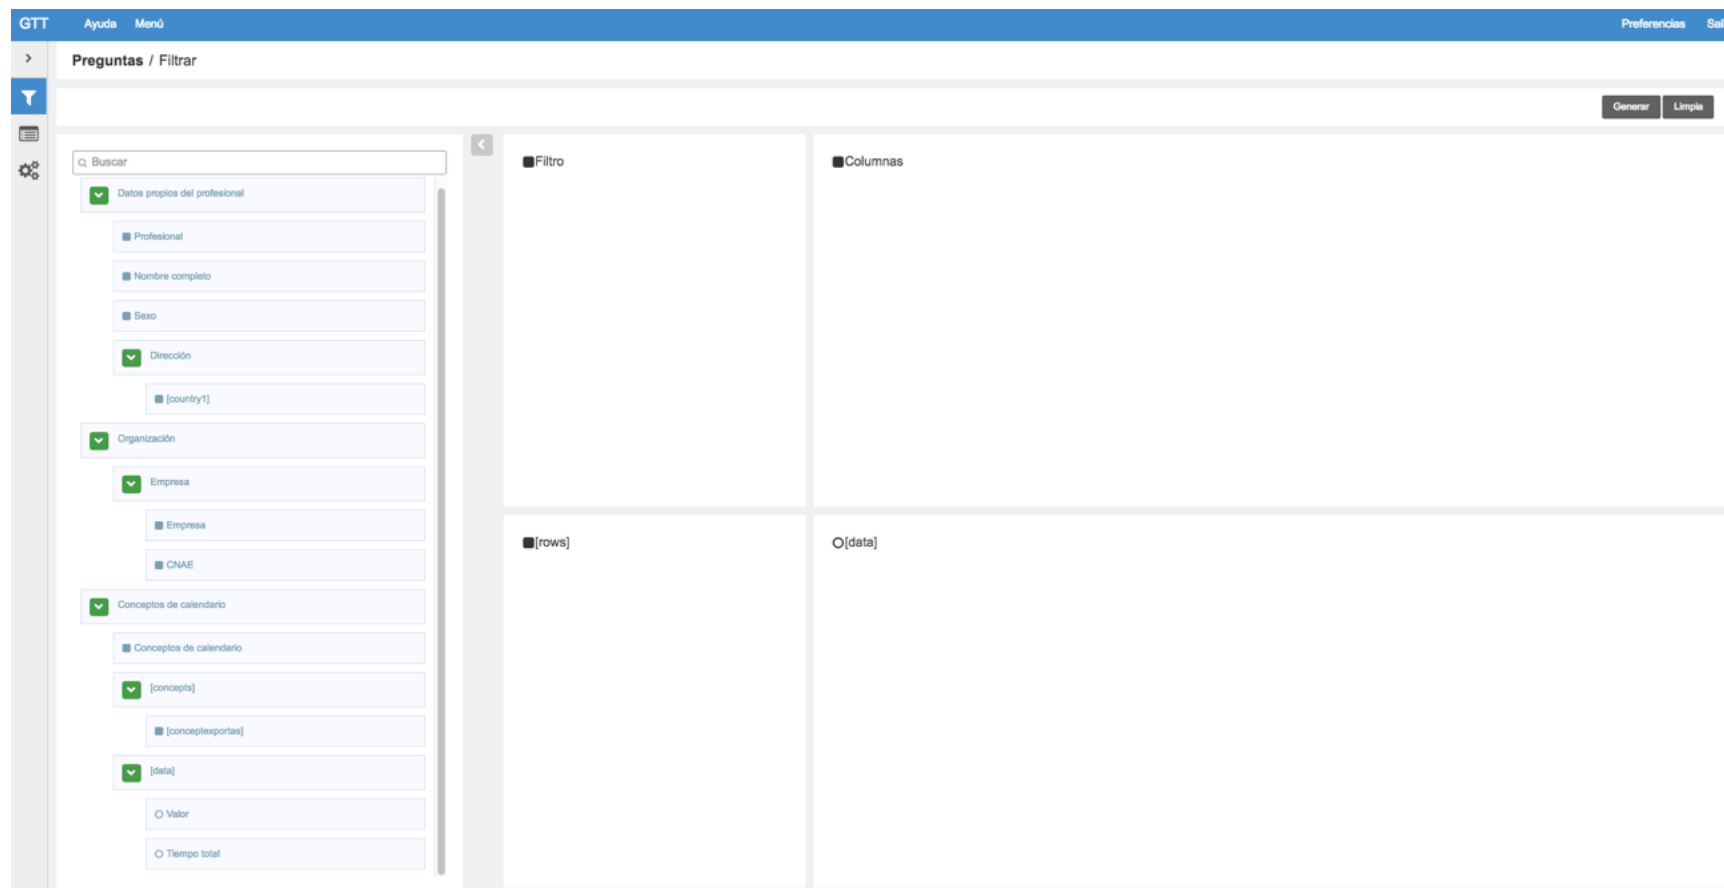 GTT Ayuda Menú Preferencias Sal
Preguntas / Filtrar
Generar Limpia
Buscar
Datos propios del profesional
Profesional
Nombre completo
Sexo
Dirección
[country1]
Organización
Empresa
Empresa
CNAE
Conceptos de calendario
Conceptos de calendario
[concepts]
[conceptexportas]
[data]
Valor
Tiempo total
Filtro
Columnas
[rows]
[data]